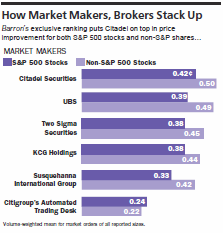 How Market Makers, Brokers Stack Up
Barron's exclusive ranking puts Citadel on top in price
improvement for both S&P 500 stocks and non-S&P shares...
MARKET MAKERS
S&P 500 Stocks Non-S&P 500 Stocks
Citadel Securities 0.42¢
0.50
UBS 0.39
0.49
Two Sigma
Securities 0.38
0.45
KCG Holdings 0.38
0.44
Susquehanna
International Group 0.33
0.42
Citigroup's Automated
Trading Desk 0.24
0.22
Volume-weighted mean for market orders of all reported sizes.